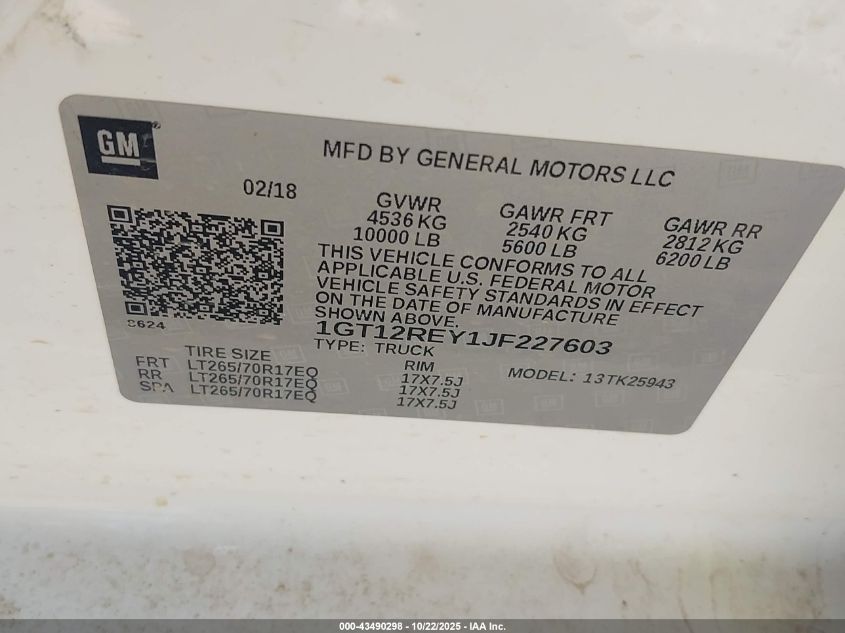 GM
MFD BY GENERAL MOTORS LLC
02/18
GVWR
4536 KG
10000 LB
GAWR FRT
2540 KG
5600 LB
GAWR RR
2812 KG
6200 LB
THIS VEHICLE CONFORMS TO ALL
APPLICABLE U.S. FEDERAL MOTOR
VEHICLE SAFETY STANDARDS IN EFFECT
ON THE DATE OF MANUFACTURE
SHOWN ABOVE.
8624
1GT12REY1JF227603
TYPE: TRUCK
MODEL: 13TK25943
TIRE SIZE
RIM
FRT LT265/70R17EQ 17X7.5J
RR LT265/70R17EQ 17X7.5J
SPA LT265/70R17EQ 17X7.5J
000-43490298 - 10/22/2025 - IAA Inc.